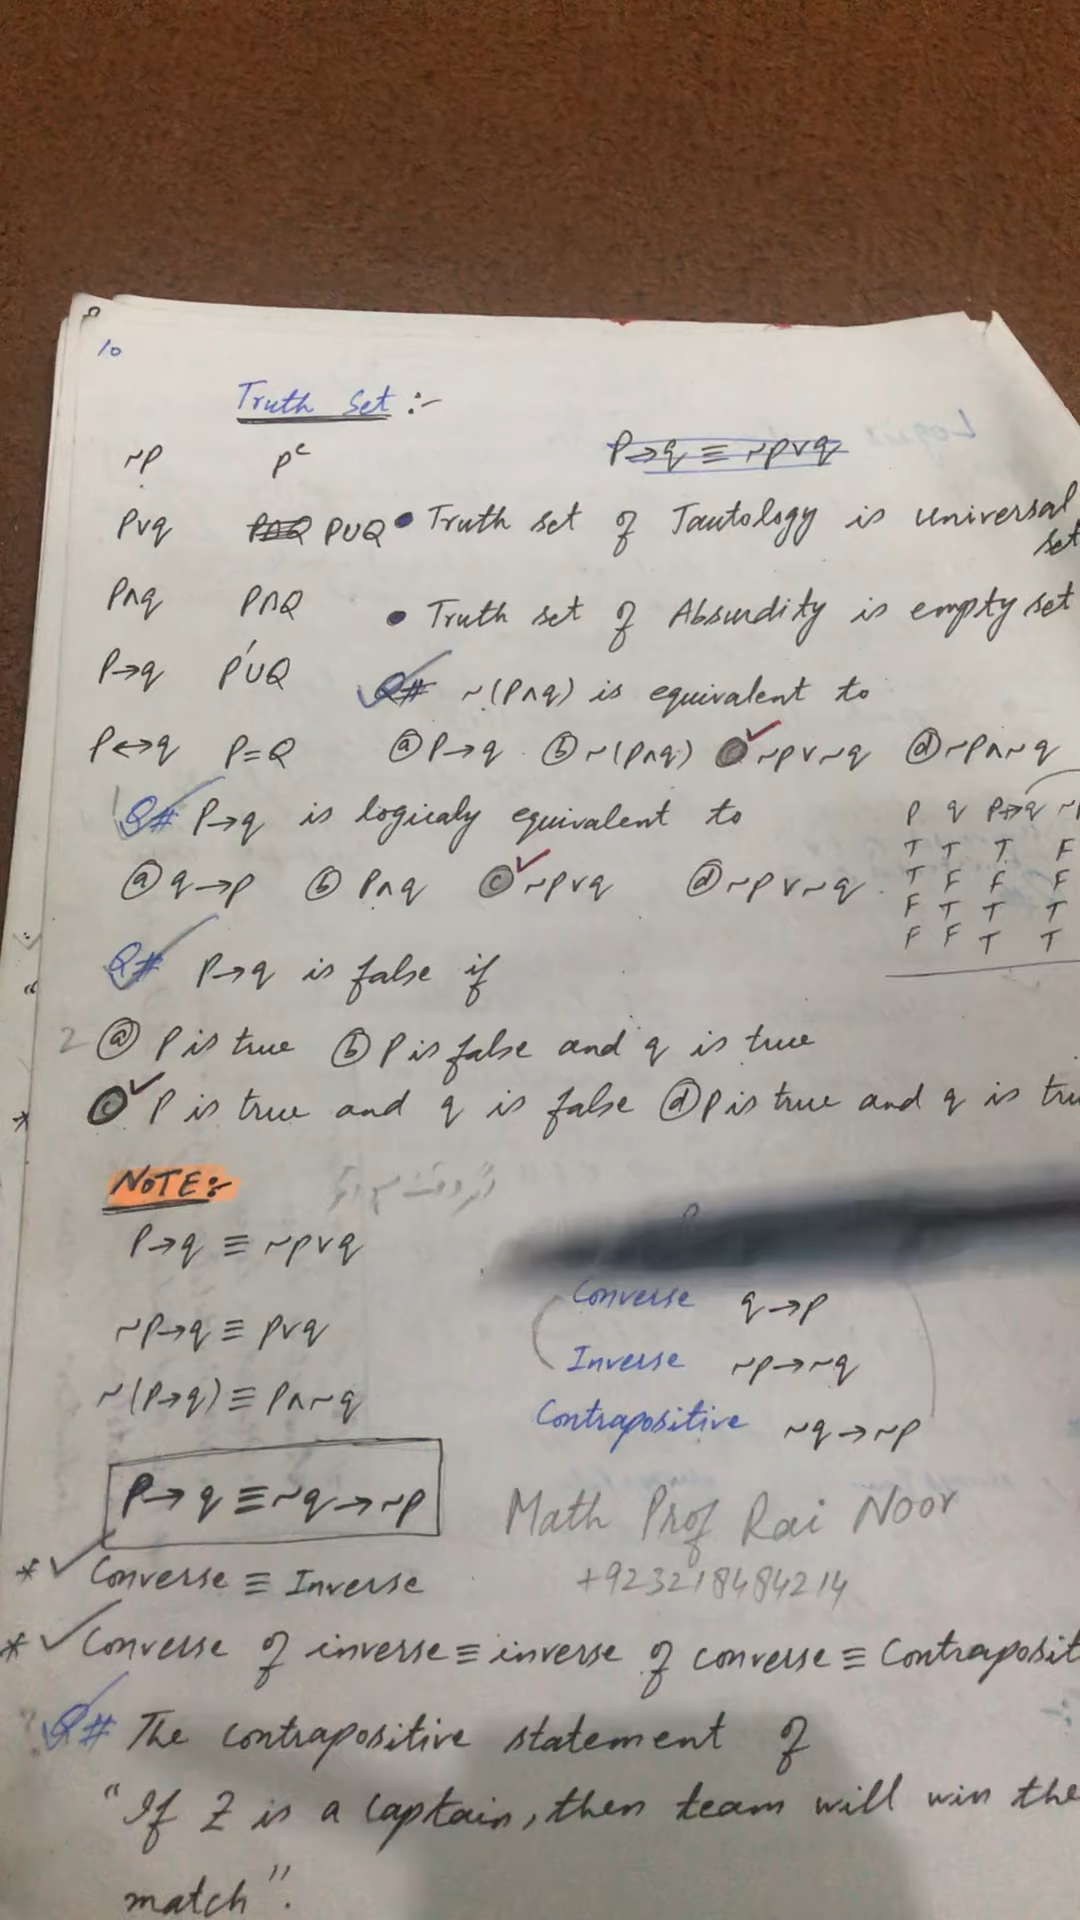 10
Truth Set :-
~p p^c
P→q ≡ ~p∨q
p∨q P∪Q • Truth set of Tautology is universal set
p∧q P∩Q • Truth set of Absurdity is empty set
p→q P'∪Q Q# ~(p∧q) is equivalent to
p↔q P=Q ⓐ p→q ⓑ ~(p∧q) ⓒ ~p∨~q ⓓ ~p∧~q
Q# P→q is logicaly equivalent to
ⓐ q→p ⓑ p∧q ⓒ ~p∨q ⓓ ~p∨~q
P q P→q ~p
T T T F
T F F F
F T T T
F F T T
Q# P→q is false if
2 ⓐ P is true ⓑ P is false and q is true
ⓒ P is true and q is false ⓓ P is true and q is tru
NOTE:-
P→q ≡ ~p∨q
Converse q→p
~p→q ≡ p∨q
Inverse ~p→~q
~(p→q) ≡ p∧~q
Contrapositive ~q→~p
P→q ≡ ~q→~p
Math Prof Rai Noor
* ✓ Converse ≡ Inverse
+923218484214
* ✓ Converse of inverse ≡ inverse of converse ≡ Contraposit
Q# The contrapositive statement of
"If Z is a Captain, then team will win the
match".